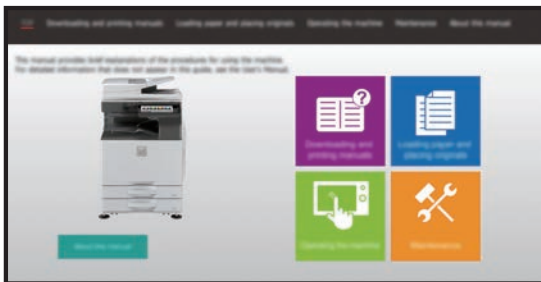 Downloading and printing manuals Loading paper and placing originals Operating the machine Maintenance About this manual
This manual provides brief explanations of the procedures for using the machine.
For detailed information that does not appear in this guide, see the User's Manual.
?
Downloading and
printing manuals
Loading paper and
placing originals
Operating the machine
Maintenance
About this manual